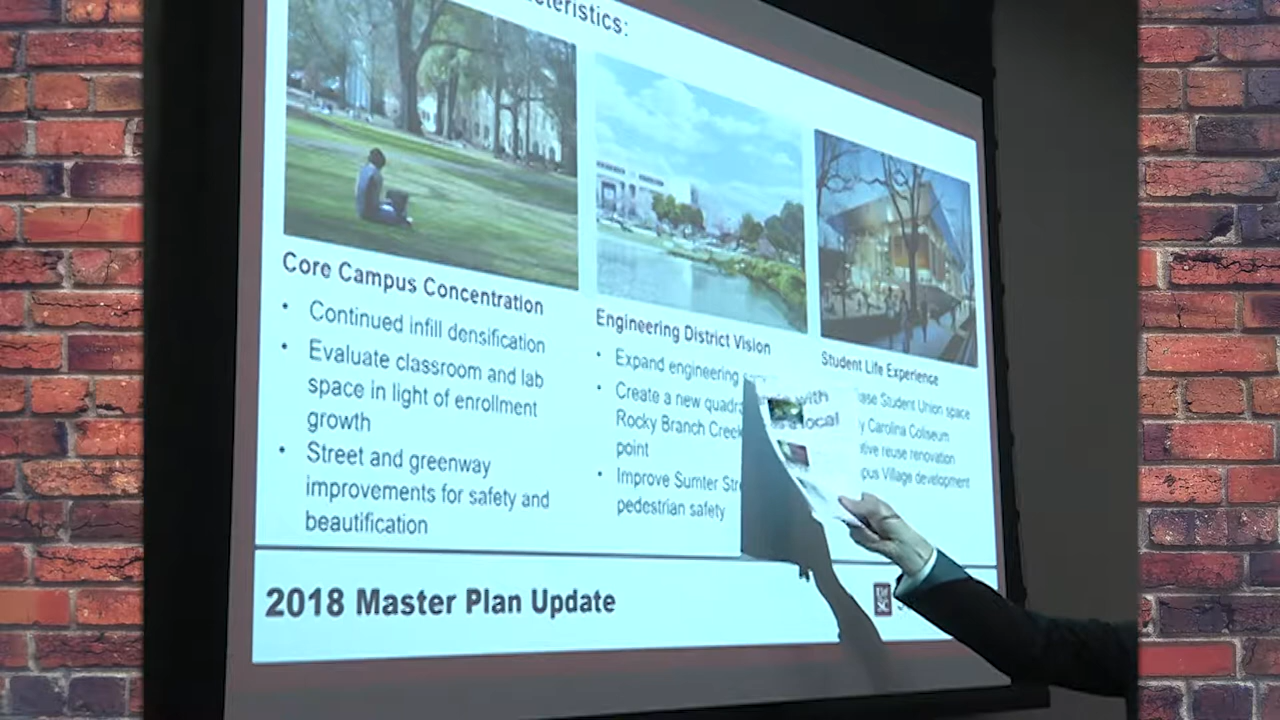 Core Campus Concentration
• Continued infill densification
• Evaluate classroom and lab
space in light of enrollment
growth
• Street and greenway
improvements for safety and
beautification
Engineering District Vision
• Expand engineering
• Create a new
Rocky Branch Creek
point
• Improve Sumter
pedestrian safety
with
local
Student Life Experience
Student Union space
Carolina Coliseum
reuse renovation
Village development
2018 Master Plan Update